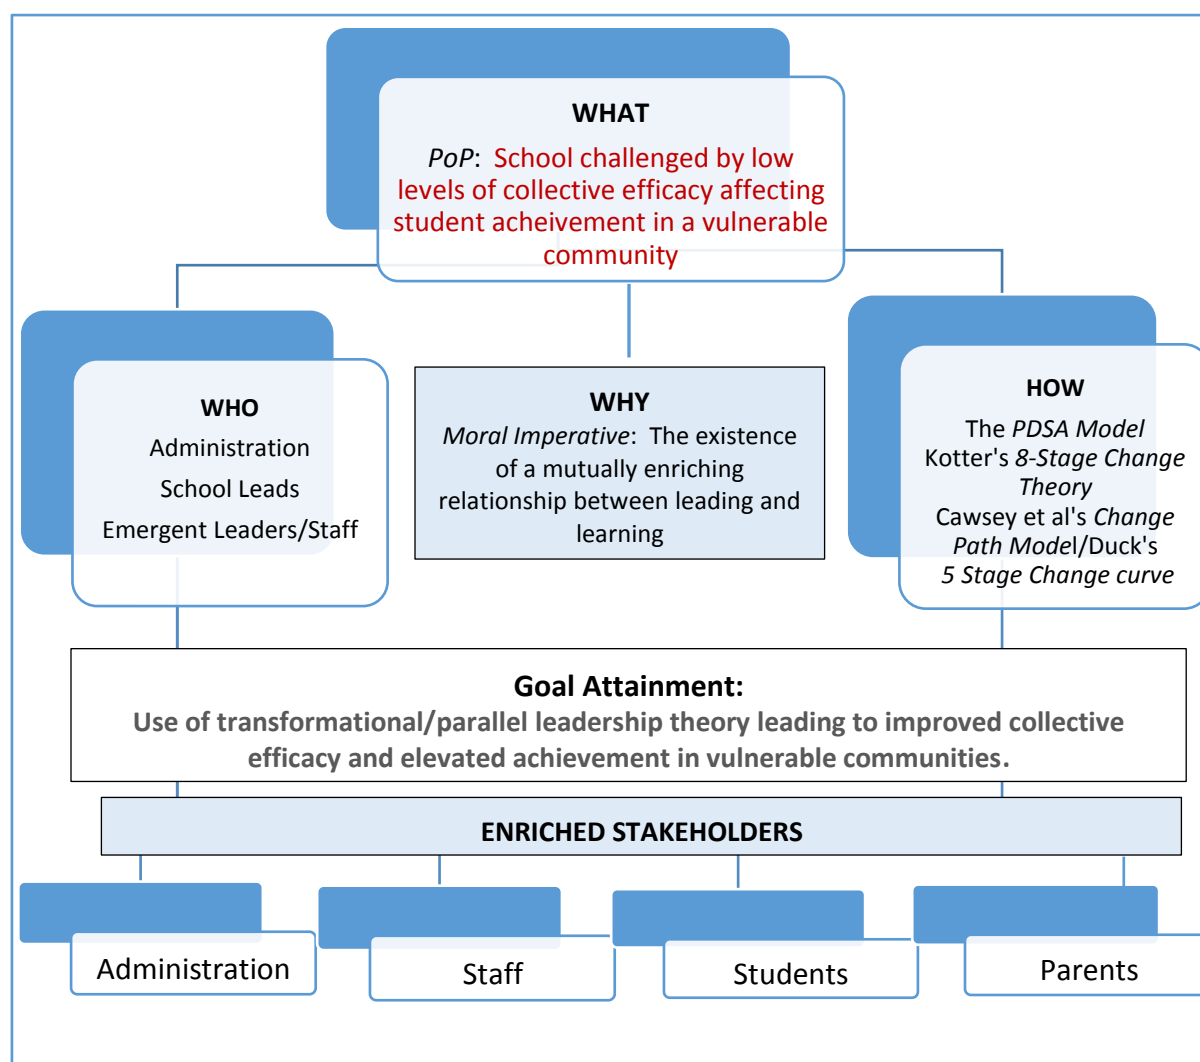 WHAT
PoP: School challenged by low
levels of collective efficacy affecting
student acheivement in a vulnerable
community
WHO
Administration
School Leads
Emergent Leaders/Staff
WHY
Moral Imperative: The existence
of a mutually enriching
relationship between leading and
learning
HOW
The PDSA Model
Kotter's 8-Stage Change
Theory
Cawsey et al's Change
Path Model/Duck's
5 Stage Change curve
Goal Attainment:
Use of transformational/parallel leadership theory leading to improved collective
efficacy and elevated achievement in vulnerable communities.
ENRICHED STAKEHOLDERS
Administration
Staff
Students
Parents